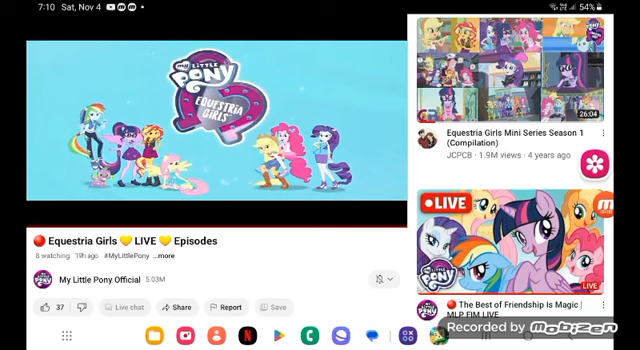 7:10 Sat, Nov 4
54%
MY LITTLE
PONY
EQUESTRIA
GIRLS
26:04
Equestria Girls Mini Series Season 1
(Compilation)
JCPCB · 1.9M views · 4 years ago
🔴 Equestria Girls 💛 LIVE 💛 Episodes
8 watching 19h ago #MyLittlePony ...more
My Little Pony Official 5.03M
37
Live chat
Share
Report
Save
LIVE
LIVE
🔴 The Best of Friendship Is Magic |
MLP FIM LIVE
Recorded by Mobizen